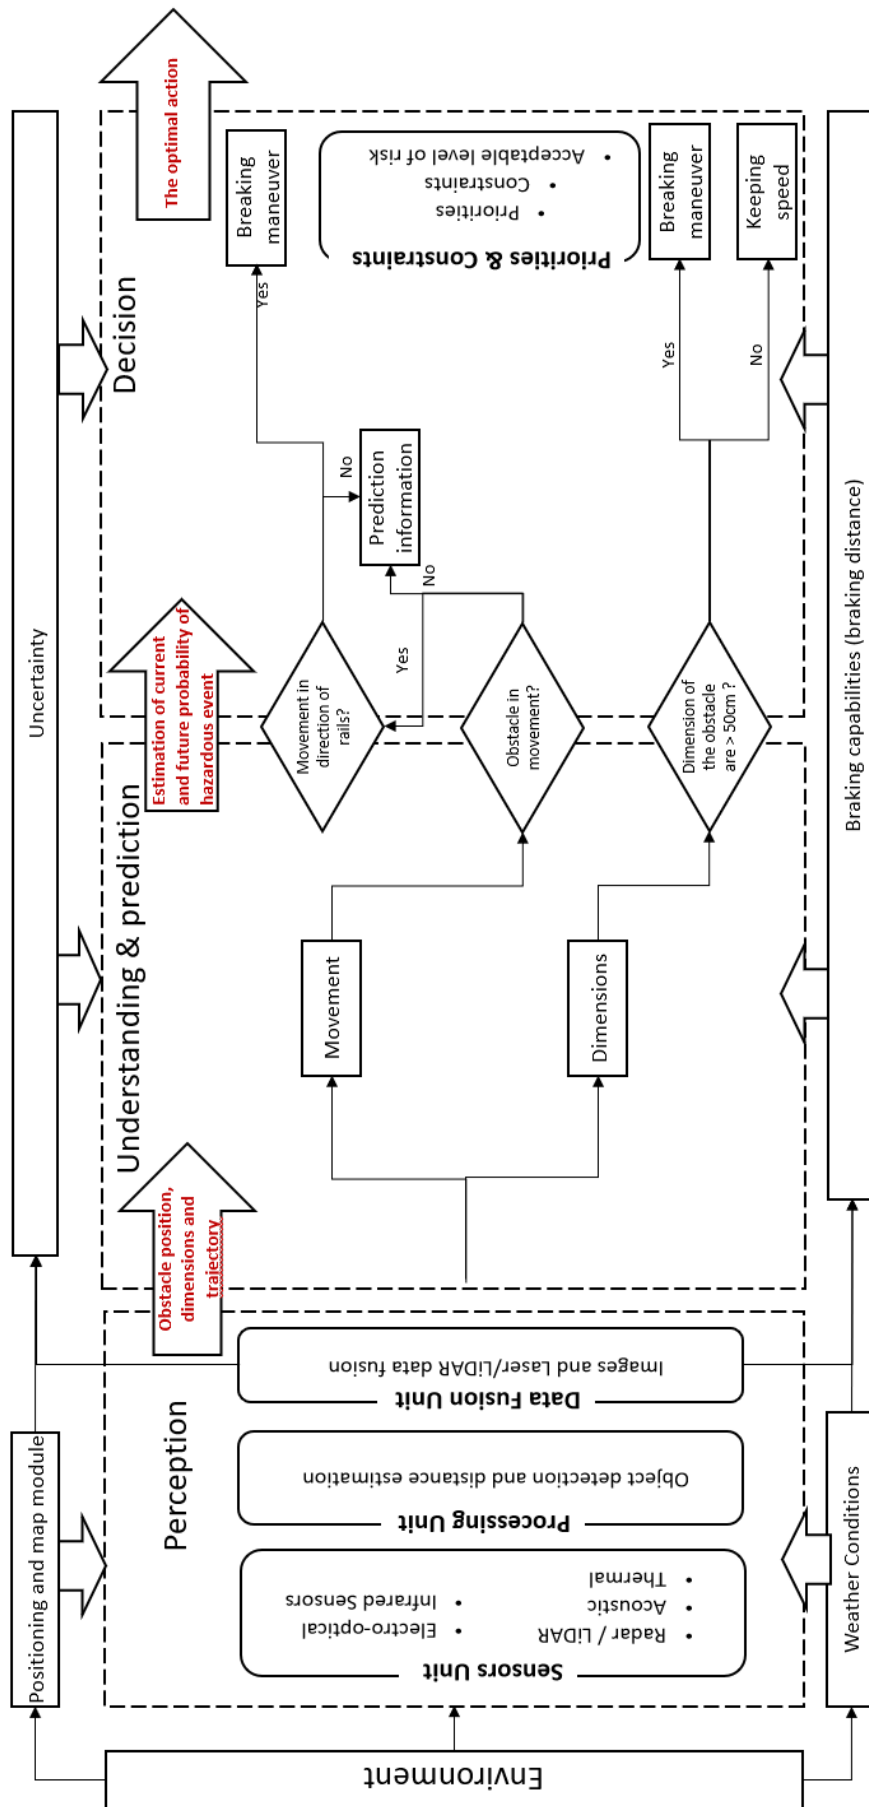 Environment
Positioning and map module
Weather Conditions
Perception
Sensors Unit
• Radar / LiDAR
• Acoustic
• Thermal
• Electro-optical
• Infrared Sensors
Processing Unit
Object detection and distance estimation
Data Fusion Unit
Images and Laser/LiDAR data fusion
Obstacle position,
dimensions and
trajectory
Uncertainty
Braking capabilities (braking distance)
Understanding & prediction
Movement
Dimensions
Estimation of current
and future probability of
hazardous event
Movement in
direction of
rails?
Obstacle in
movement?
Dimension of
the obstacle
are > 50cm ?
Decision
Yes
No
Yes
No
Prediction
information
Yes
No
Breaking
maneuver
Priorities & Constraints
• Priorities
• Constraints
• Acceptable level of risk
Breaking
maneuver
Keeping
speed
The optimal action